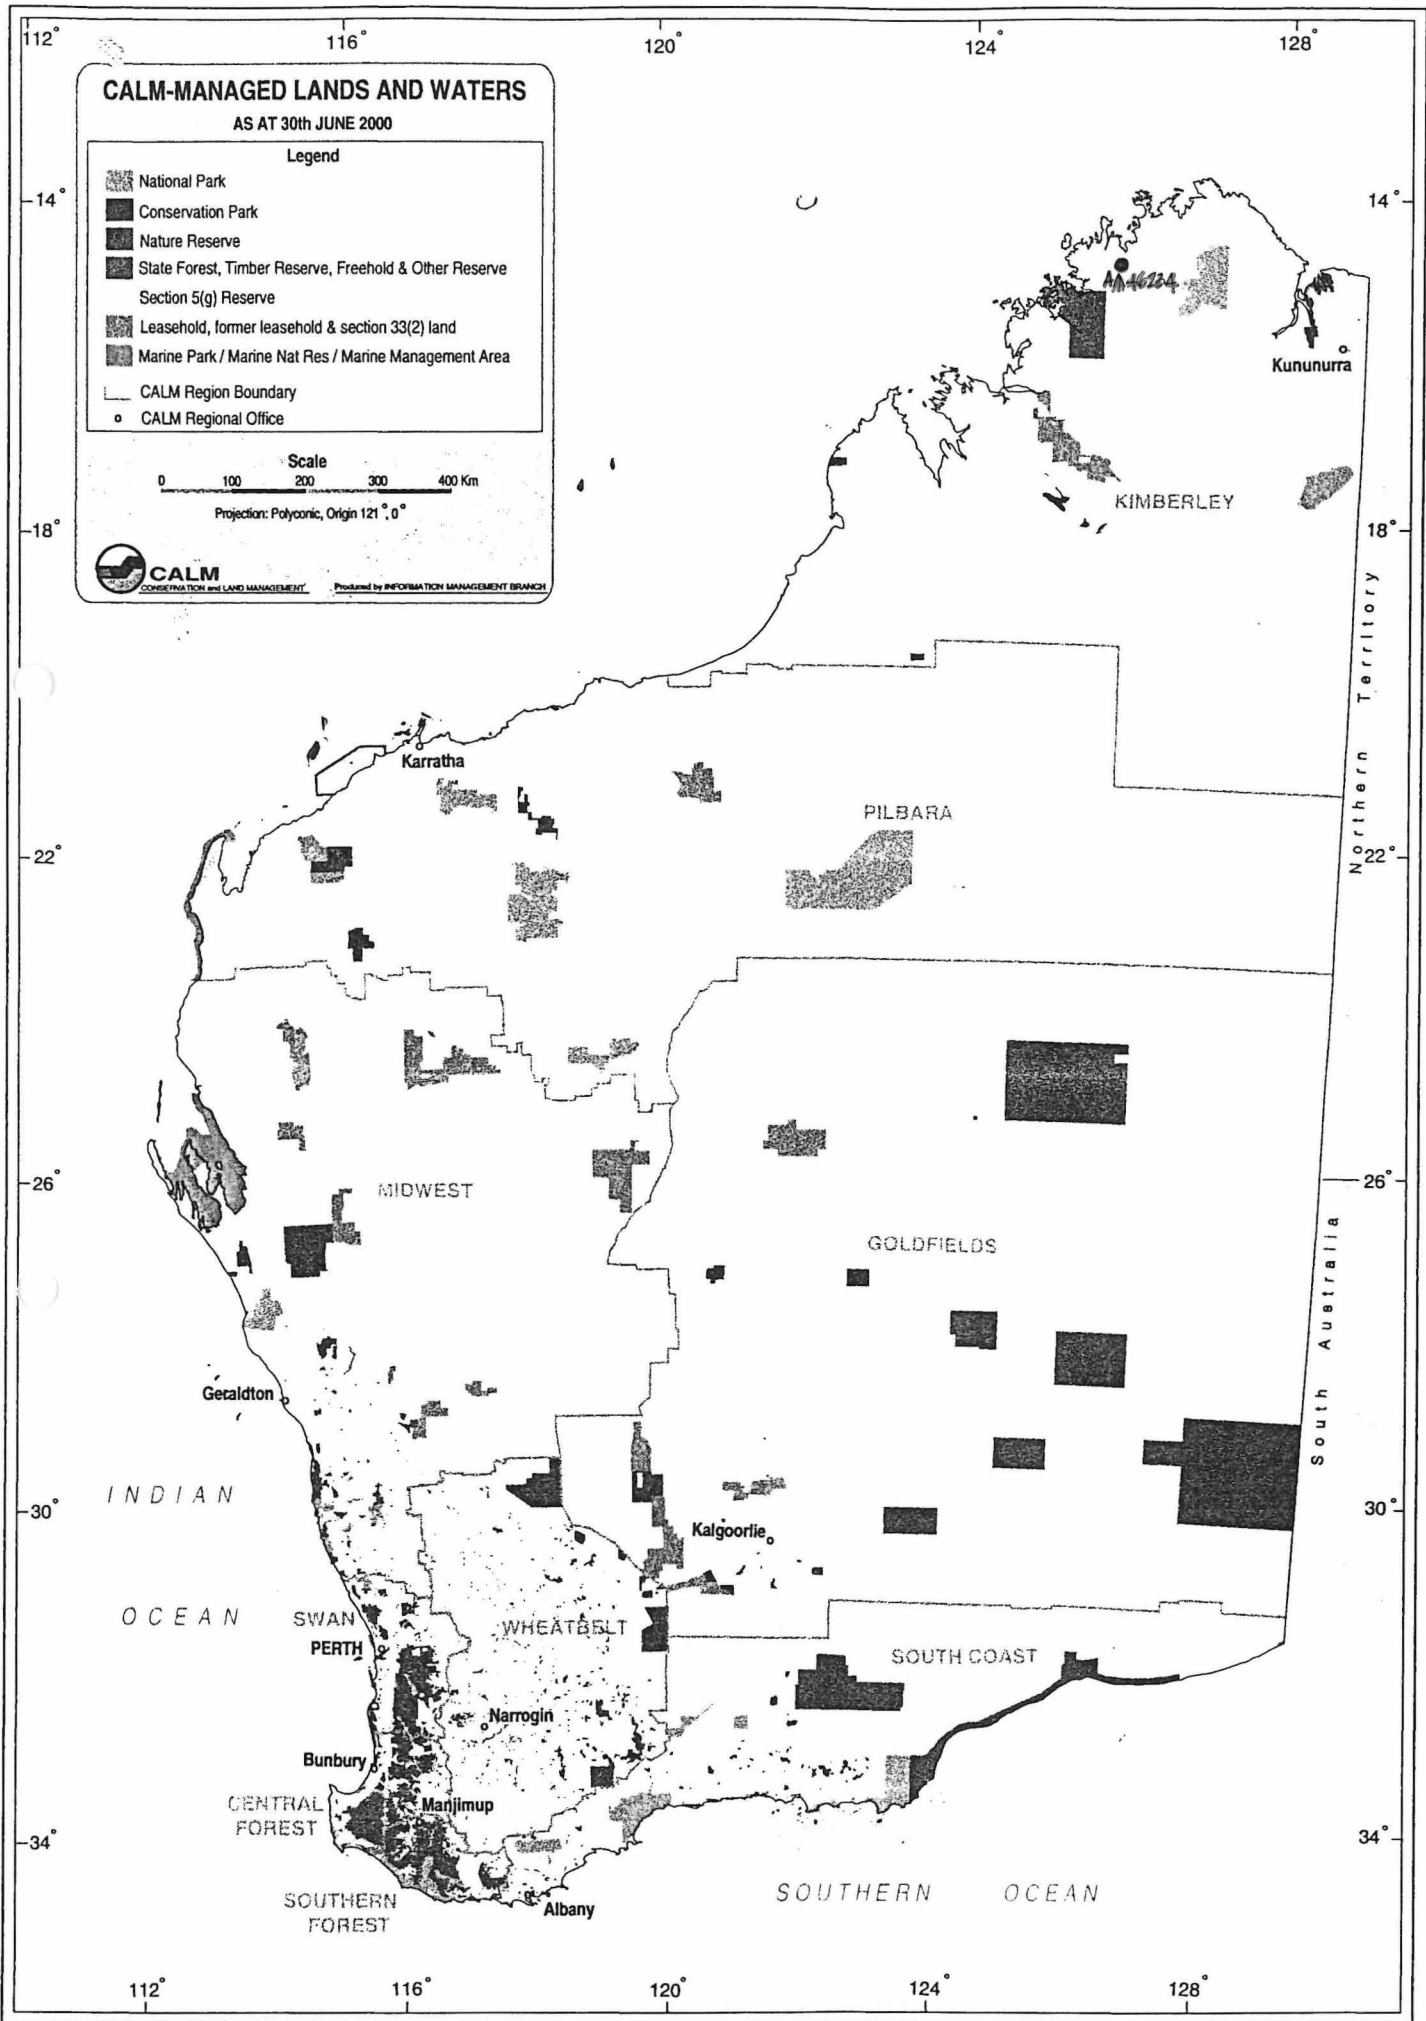 112° 116° 120° 124° 128°
CALM-MANAGED LANDS AND WATERS
AS AT 30th JUNE 2000
Legend
National Park
Conservation Park
Nature Reserve
State Forest, Timber Reserve, Freehold & Other Reserve
Section 5(g) Reserve
Leasehold, former leasehold & section 33(2) land
Marine Park / Marine Nat Res / Marine Management Area
CALM Region Boundary
CALM Regional Office
Scale
0 100 200 300 400 Km
Projection: Polyconic, Origin 121°, 0°
CALM
CONSERVATION and LAND MANAGEMENT
Produced by INFORMATION MANAGEMENT BRANCH
14° 14°
Kununurra
KIMBERLEY
18° 18°
Northern Territory
Karratha
PILBARA
22° 22°
26° 26°
MIDWEST
GOLDFIELDS
South Australia
Geraldton
INDIAN
30° 30°
Kalgoorlie
OCEAN
SWAN
WHEATBELT
PERTH
SOUTH COAST
Narrogin
Bunbury
CENTRAL
FOREST
Manjimup
34° 34°
SOUTHERN
FOREST
Albany
SOUTHERN OCEAN
112° 116° 120° 124° 128°